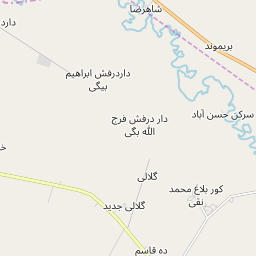 شاهرضا
دارد
بریموند
داردرفش ابراهیم
بیگی
سرکن حسن آباد
دار درفش فرج
الله بگی
گلالی
کور بلاغ محمد
نقی
گلالی جدید
ده قاسم